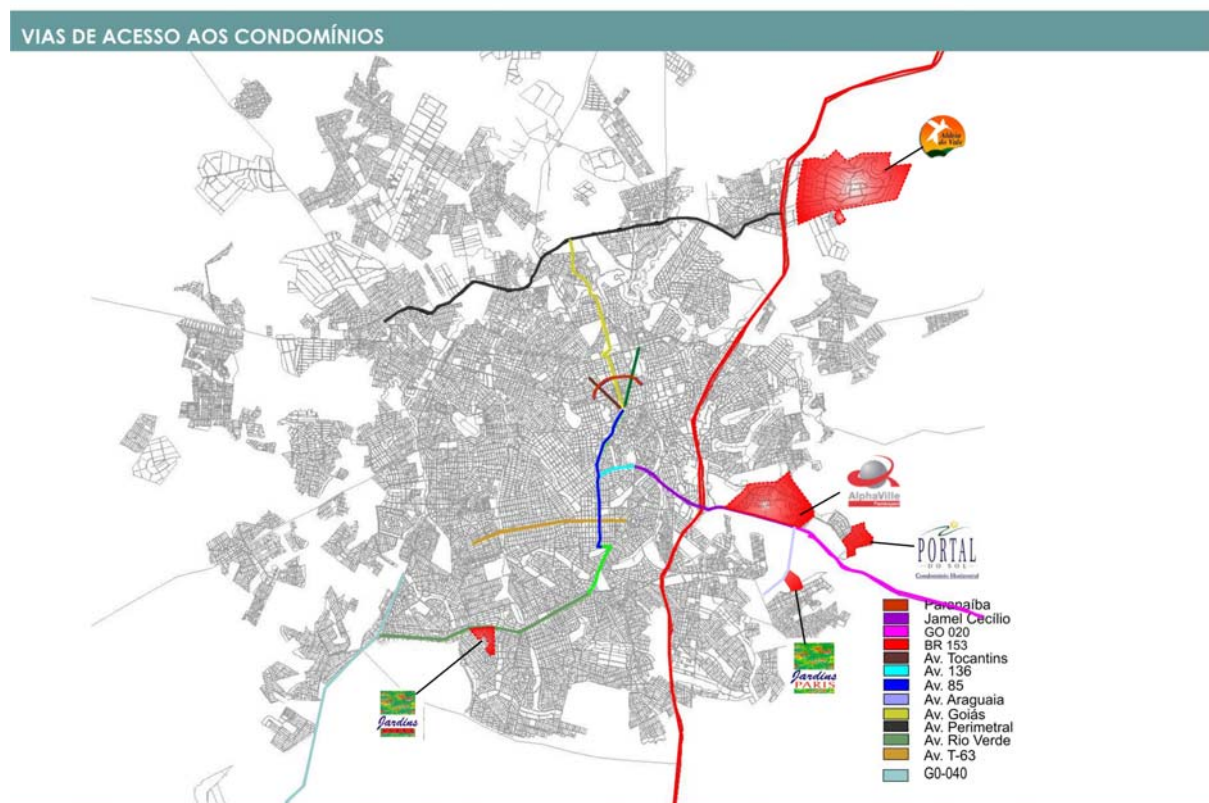 VIAS DE ACESSO AOS CONDOMÍNIOS
Aldeia do Vale
AlphaVille
PORTAL
DO SOL
Condomínio Horizontal
Jardins
PARIS
Jardins
Paranaíba
Jamel Cecílio
GO 020
BR 153
Av. Tocantins
Av. 136
Av. 85
Av. Araguaia
Av. Goiás
Av. Perimetral
Av. Rio Verde
Av. T-63
G0-040